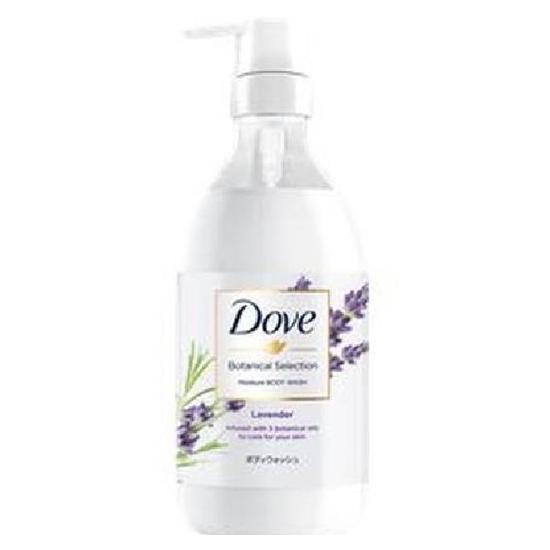 Dove
Botanical Selection
Moisture BODY WASH
Lavender
Infused with 3 botanical oils
to care for your skin
ボディウォッシュ